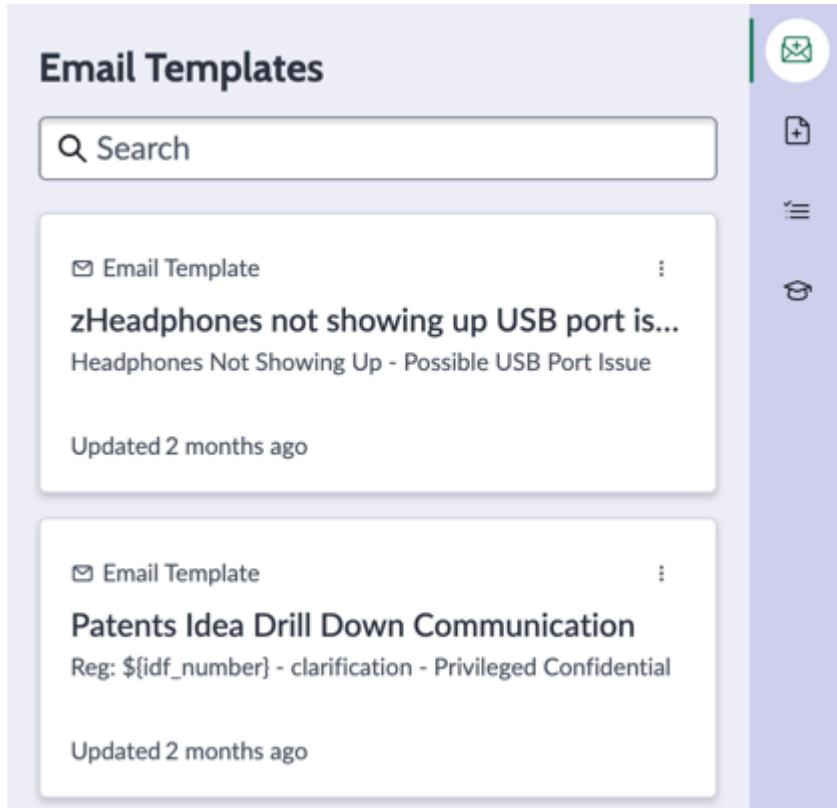 Email Templates
Search
Email Template
zHeadphones not showing up USB port is...
Headphones Not Showing Up - Possible USB Port Issue
Updated 2 months ago
Email Template
Patents Idea Drill Down Communication
Reg: ${idf_number} - clarification - Privileged Confidential
Updated 2 months ago